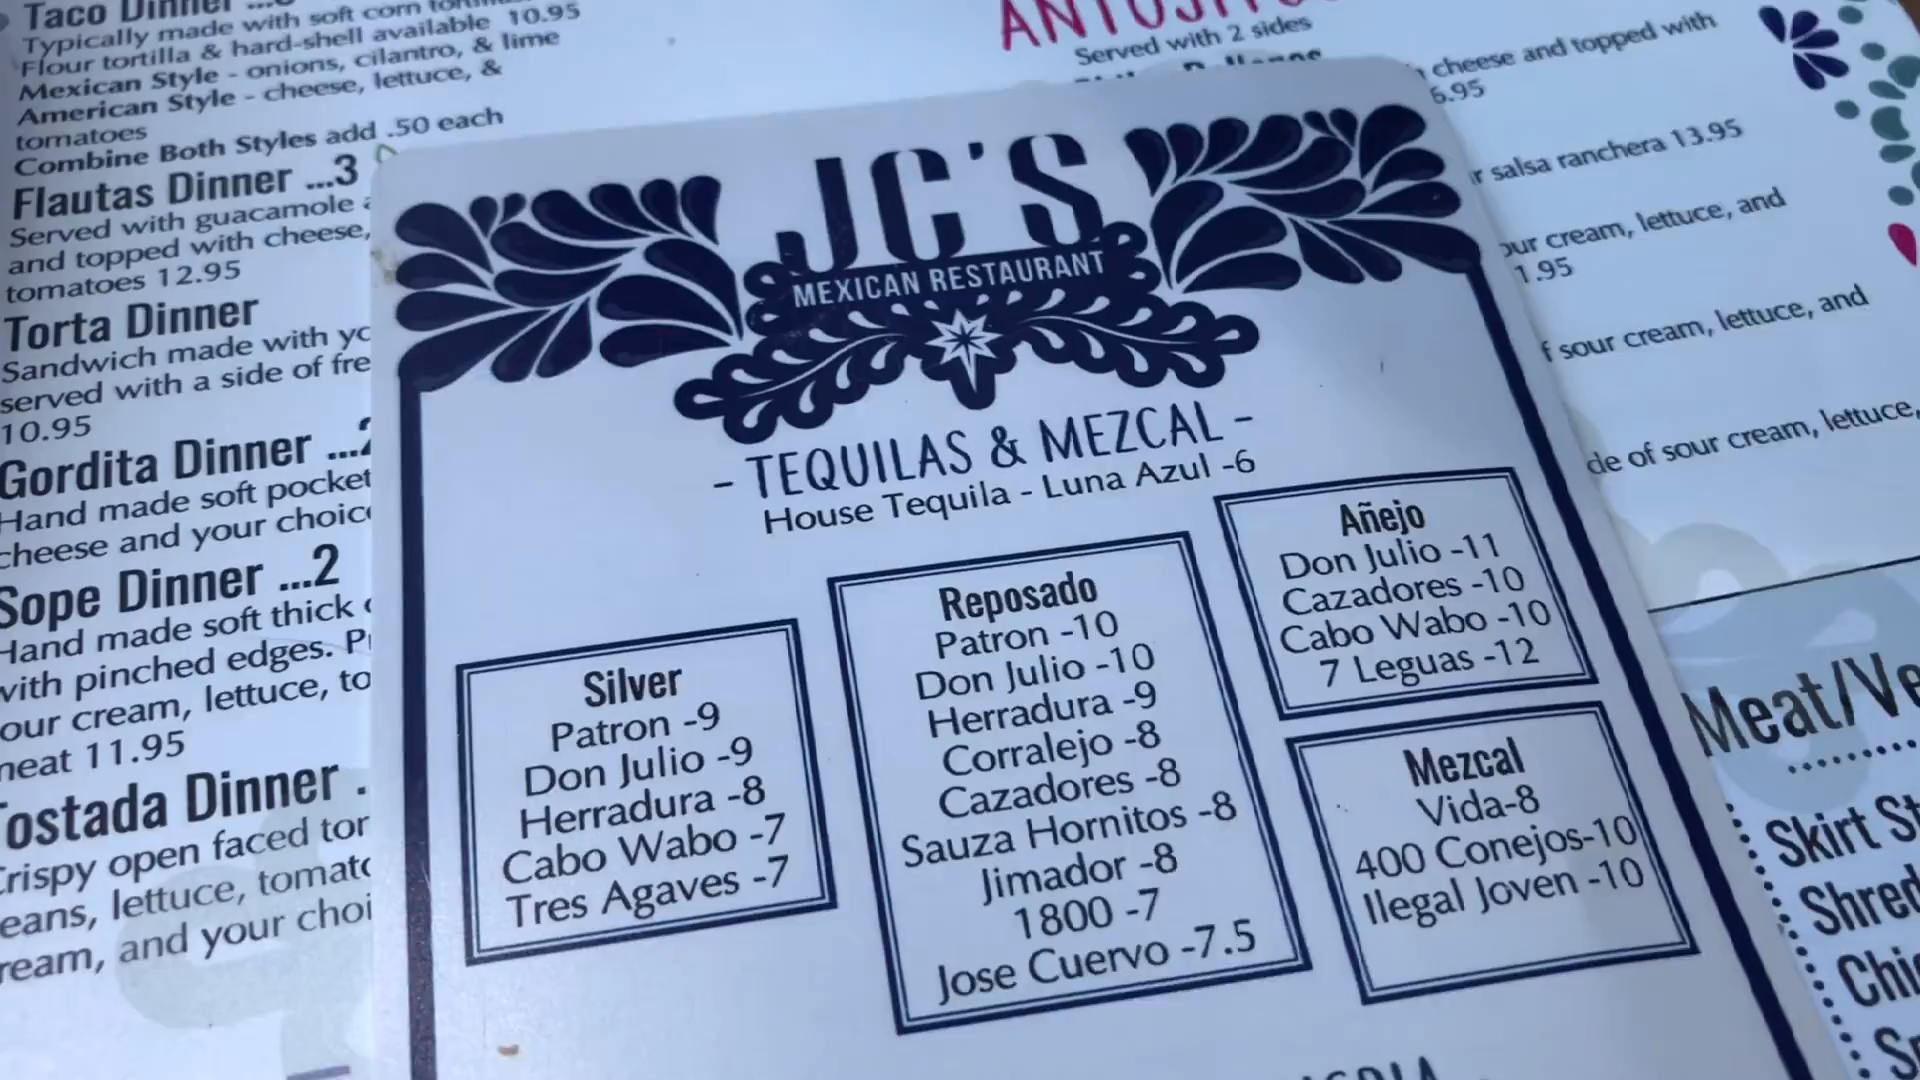 Taco Dinner
Typically made with soft corn
Flour tortilla & hard-shell available 10.95
Mexican Style - onions, cilantro, & lime
American Style - cheese, lettuce, &
tomatoes
Combine Both Styles add .50 each
Flautas Dinner ...3
Served with guacamole
and topped with cheese,
tomatoes 12.95
Torta Dinner
Sandwich made with
served with a side of
10.95
Gordita Dinner
Hand made soft pocket
cheese and your
Sope Dinner ...2
Hand made soft thick
with pinched edges.
sour cream, lettuce,
meat 11.95
Tostada Dinner
Crispy open faced
beans, lettuce,
cream, and your
Served with 2 sides
cheese and topped with
6.95
salsa ranchera 13.95
sour cream, lettuce, and
1.95
sour cream, lettuce, and
of sour cream, lettuce,
Skirt
JC'S
MEXICAN RESTAURANT
- TEQUILAS & MEZCAL -
House Tequila - Luna Azul -6
Silver
Patron -9
Don Julio -9
Herradura -8
Cabo Wabo -7
Tres Agaves -7
Reposado
Patron -10
Don Julio -10
Herradura -9
Corralejo -8
Cazadores -8
Sauza Hornitos -8
Jimador -8
1800 -7
Jose Cuervo -7.5
Añejo
Don Julio -11
Cazadores -10
Cabo Wabo -10
7 Leguas -12
Mezcal
Vida-8
400 Conejos-10
Ilegal Joven -10